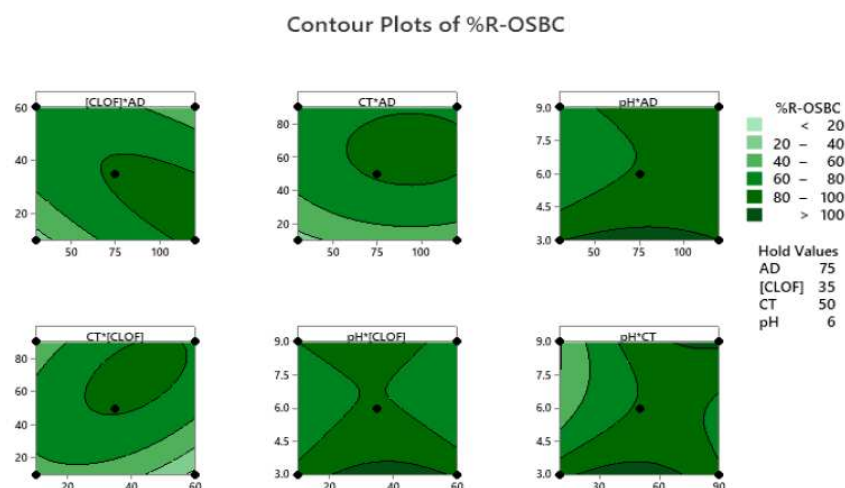 Contour Plots of %R-OSBC
[CLOF]*AD
60
40
20
50 75 100
CT*AD
80
60
40
20
50 75 100
pH*AD
9.0
7.5
6.0
4.5
3.0
50 75 100
%R-OSBC
< 20
20 – 40
40 – 60
60 – 80
80 – 100
> 100
Hold Values
AD 75
[CLOF] 35
CT 50
pH 6
CT*[CLOF]
80
60
40
20
20 40 60
pH*[CLOF]
9.0
7.5
6.0
4.5
3.0
20 40 60
pH*CT
9.0
7.5
6.0
4.5
3.0
30 60 90